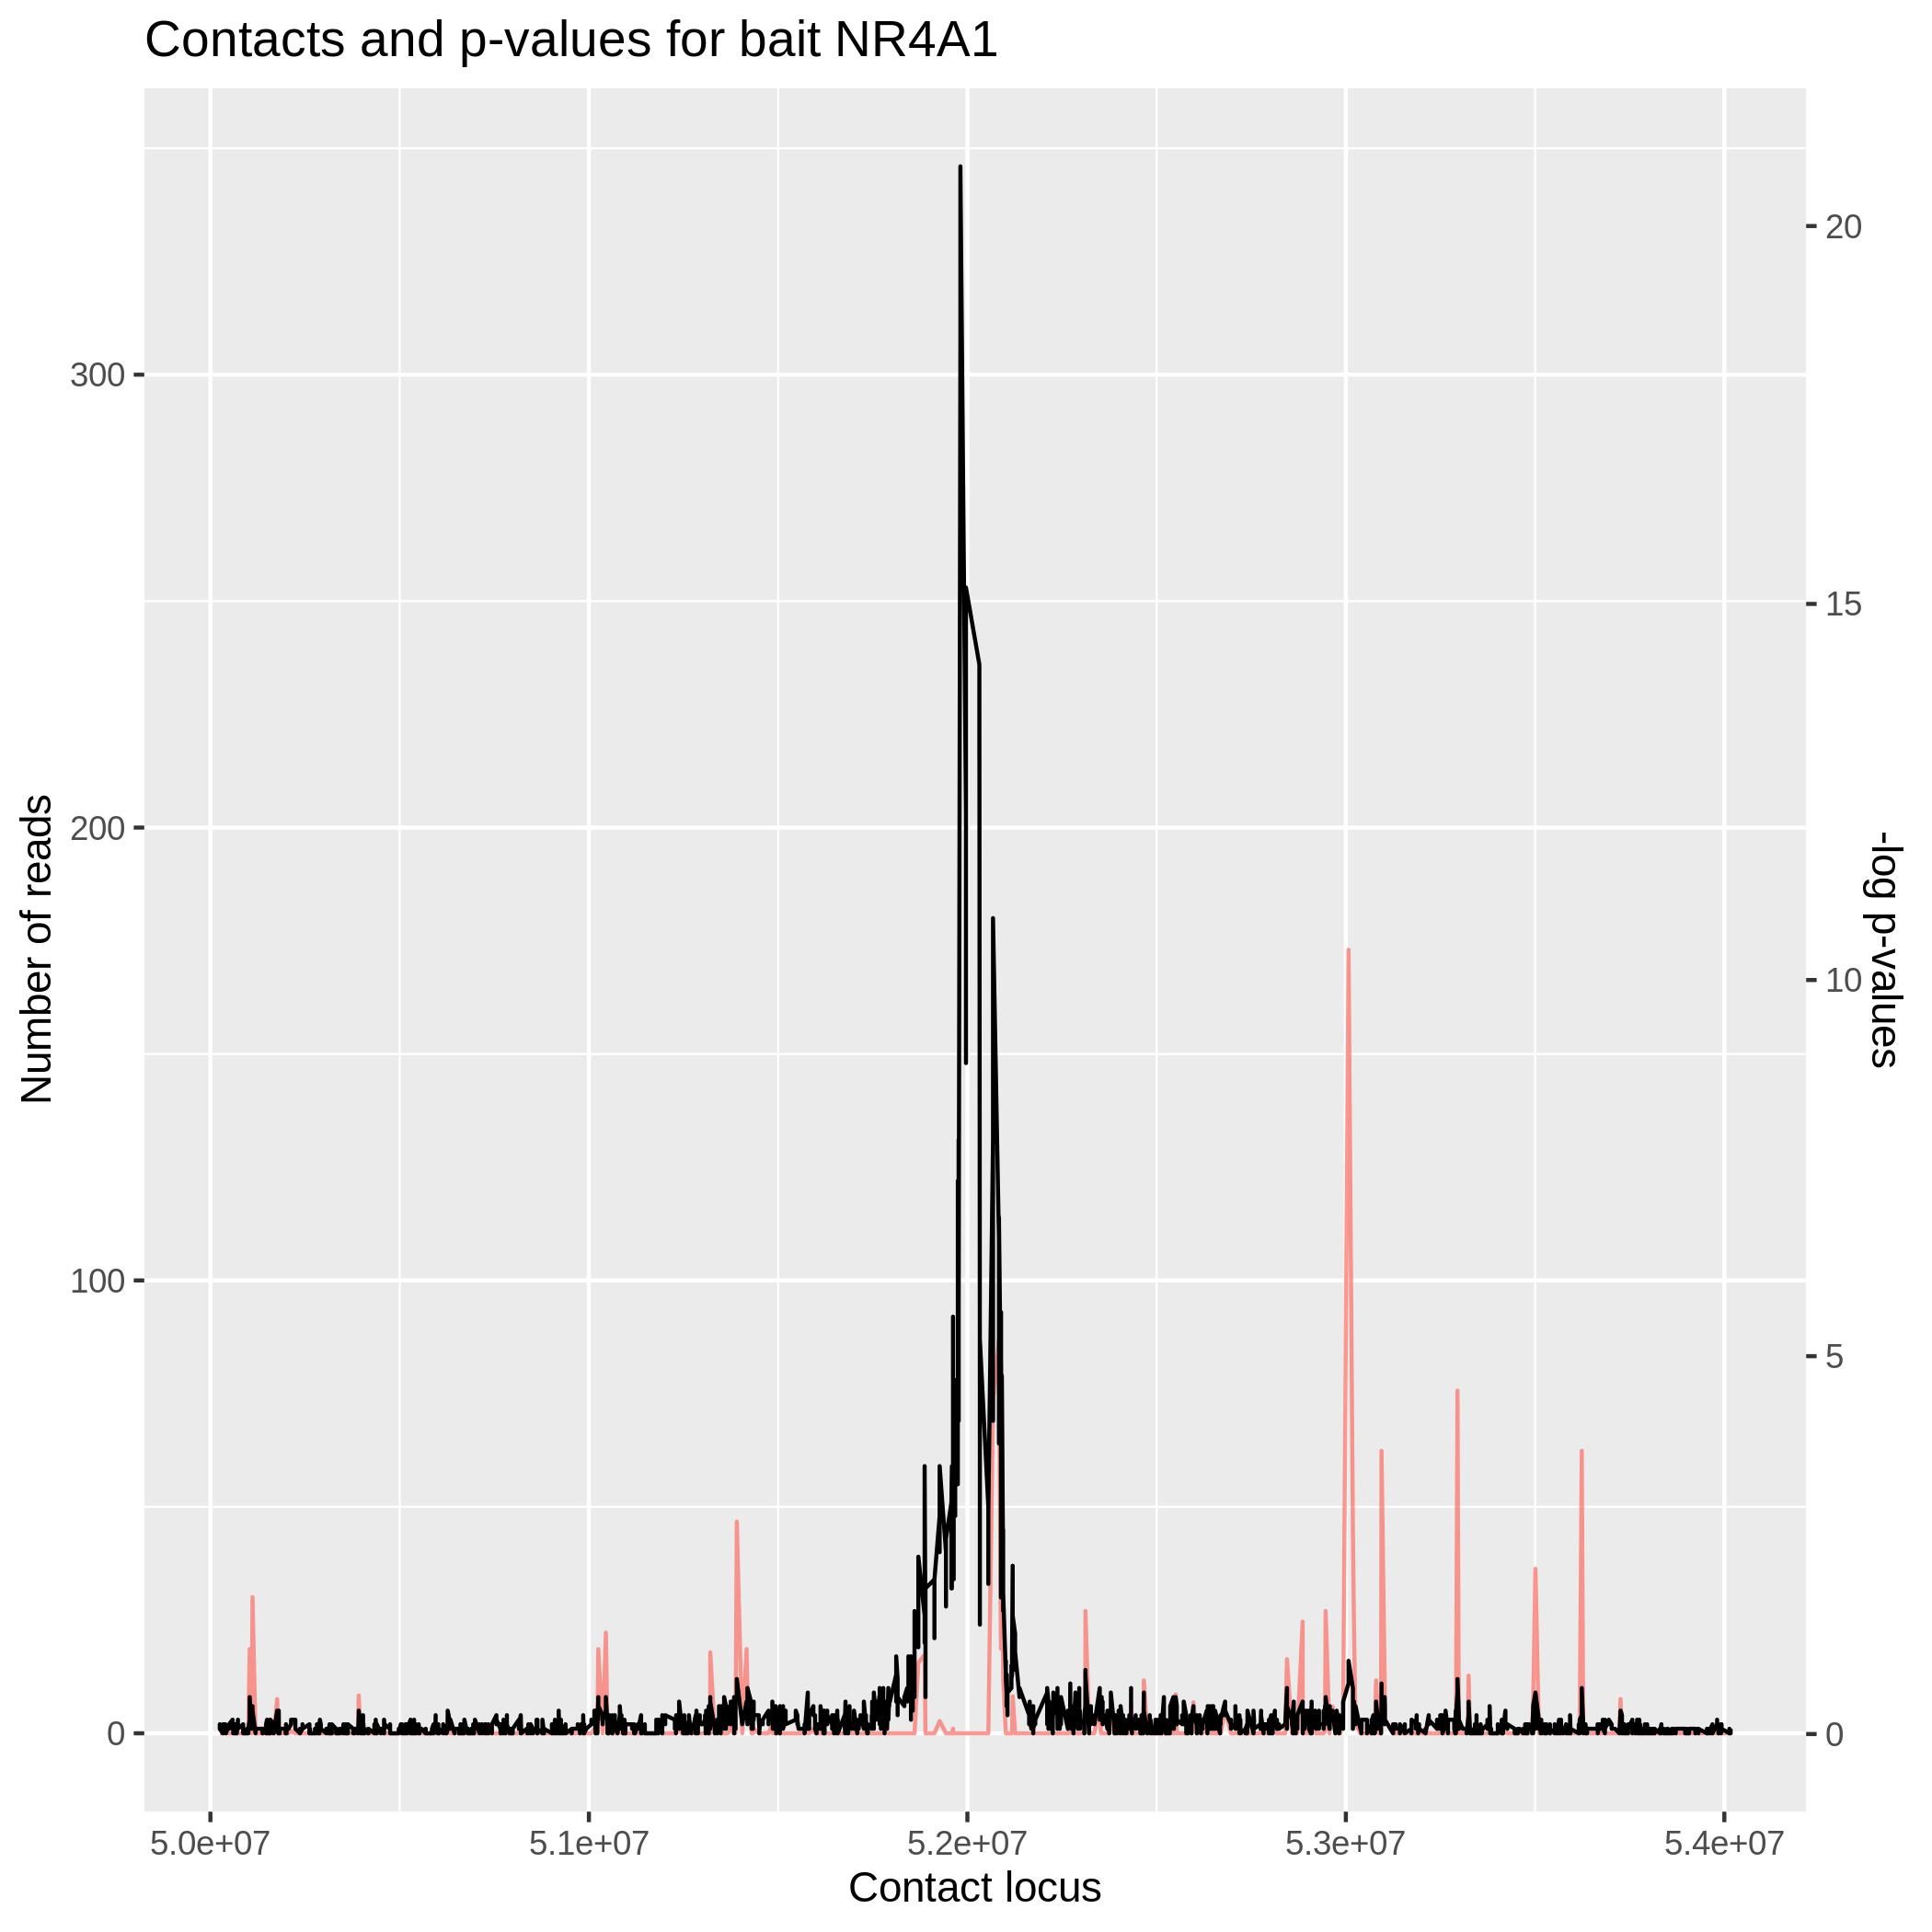 Contacts and p-values for bait NR4A1
Number of reads
300
200
100
0
20
15
10
5
0
-log p-values
5.0e+07 5.1e+07 5.2e+07 5.3e+07 5.4e+07
Contact locus